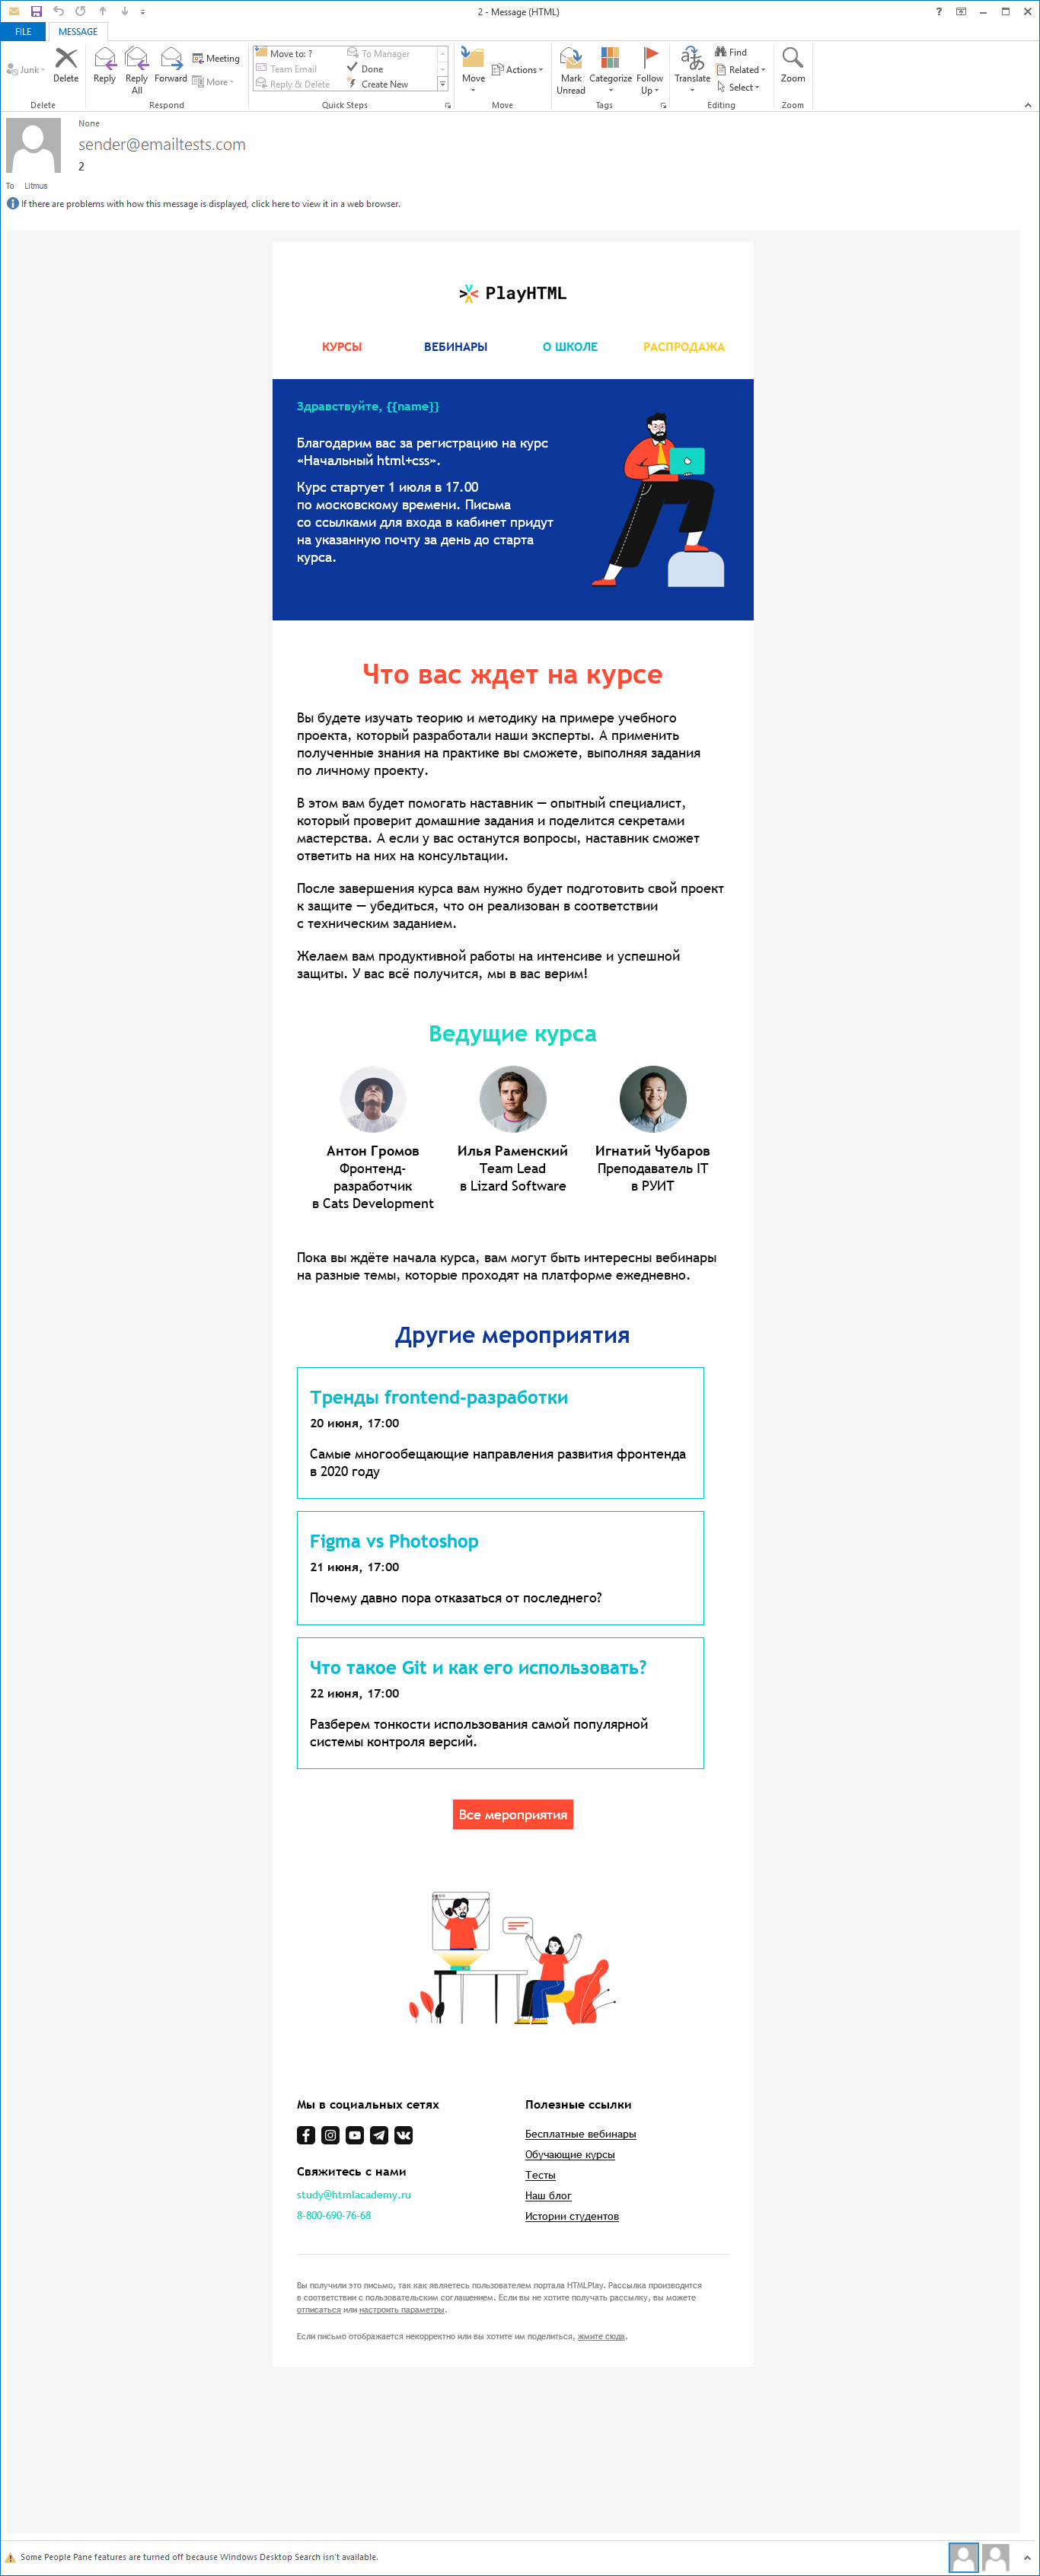 2 - Message (HTML)
?
FILE
MESSAGE
Junk
Delete
Reply
Reply All
Forward
Meeting
More
Move to: ?
Team Email
Reply & Delete
To Manager
Done
Create New
Move
Actions
Mark Unread
Categorize
Follow Up
Translate
Find
Related
Select
Zoom
Delete
Respond
Quick Steps
Move
Tags
Editing
Zoom
None
sender@emailtests.com
2
To Litmus
If there are problems with how this message is displayed, click here to view it in a web browser.
PlayHTML
КУРСЫ
ВЕБИНАРЫ
О ШКОЛЕ
РАСПРОДАЖА
Здравствуйте, {{name}}
Благодарим вас за регистрацию на курс
«Начальный html+css».
Курс стартует 1 июля в 17.00
по московскому времени. Письма
со ссылками для входа в кабинет придут
на указанную почту за день до старта
курса.
Что вас ждет на курсе
Вы будете изучать теорию и методику на примере учебного
проекта, который разработали наши эксперты. А применить
полученные знания на практике вы сможете, выполняя задания
по личному проекту.
В этом вам будет помогать наставник — опытный специалист,
который проверит домашние задания и поделится секретами
мастерства. А если у вас останутся вопросы, наставник сможет
ответить на них на консультации.
После завершения курса вам нужно будет подготовить свой проект
к защите — убедиться, что он реализован в соответствии
с техническим заданием.
Желаем вам продуктивной работы на интенсиве и успешной
защиты. У вас всё получится, мы в вас верим!
Ведущие курса
Антон Громов
Фронтенд-
разработчик
в Cats Development
Илья Раменский
Team Lead
в Lizard Software
Игнатий Чубаров
Преподаватель IT
в РУИТ
Пока вы ждёте начала курса, вам могут быть интересны вебинары
на разные темы, которые проходят на платформе ежедневно.
Другие мероприятия
Тренды frontend-разработки
20 июня, 17:00
Самые многообещающие направления развития фронтенда
в 2020 году
Figma vs Photoshop
21 июня, 17:00
Почему давно пора отказаться от последнего?
Что такое Git и как его использовать?
22 июня, 17:00
Разберем тонкости использования самой популярной
системы контроля версий.
Все мероприятия
Мы в социальных сетях
Свяжитесь с нами
study@htmlacademy.ru
8-800-690-76-68
Полезные ссылки
Бесплатные вебинары
Обучающие курсы
Тесты
Наш блог
Истории студентов
Вы получили это письмо, так как являетесь пользователем портала HTMLPlay. Рассылка производится
в соответствии с пользовательским соглашением. Если вы не хотите получать рассылку, вы можете
отписаться или настроить параметры.
Если письмо отображается некорректно или вы хотите им поделиться, жмите сюда.
Some People Pane features are turned off because Windows Desktop Search isn't available.